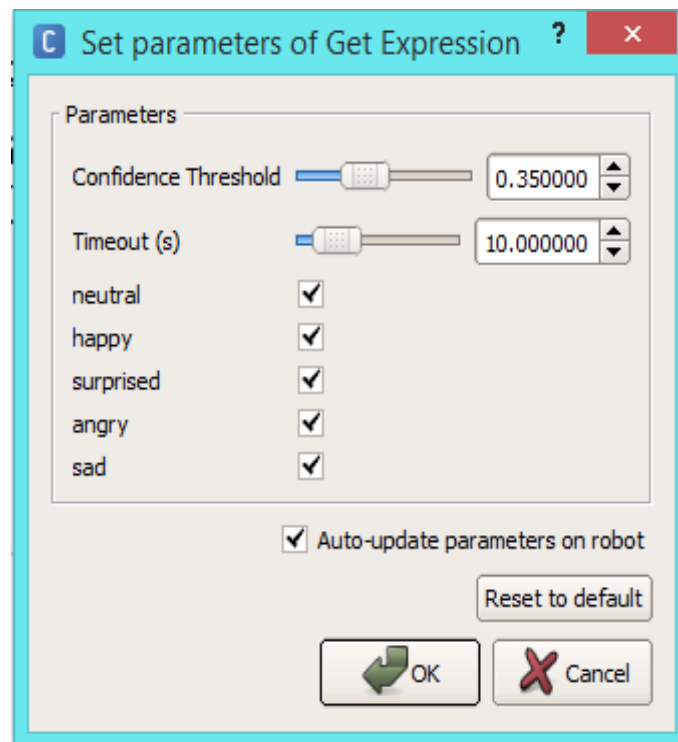 C Set parameters of Get Expression ? ×
Parameters
Confidence Threshold 0.350000
Timeout (s) 10.000000
neutral
happy
surprised
angry
sad
Auto-update parameters on robot
Reset to default
OK Cancel